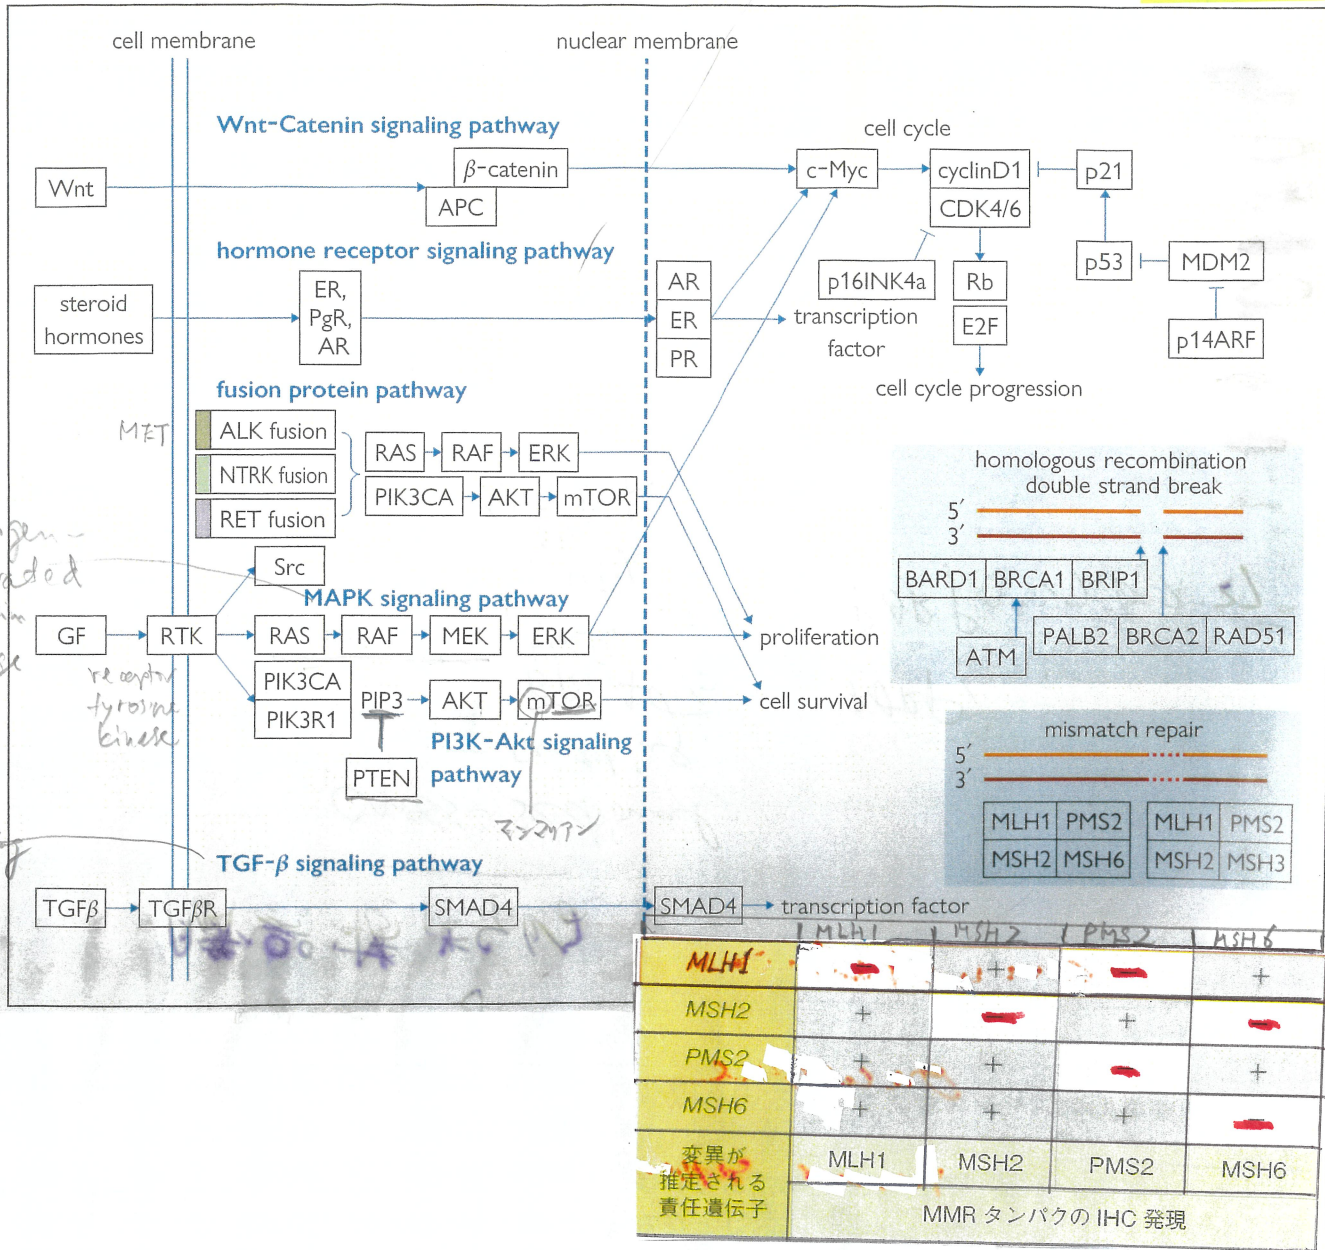 cell membrane
nuclear membrane
Wnt-Catenin signaling pathway
cell cycle
Wnt
β-catenin
APC
c-Myc
cyclinD1
CDK4/6
p21
hormone receptor signaling pathway
p53
MDM2
steroid
hormones
ER,
PgR,
AR
AR
ER
PR
p16INK4a
Rb
transcription
factor
E2F
p14ARF
cell cycle progression
fusion protein pathway
MET
ALK fusion
NTRK fusion
RET fusion
RAS
RAF
ERK
PIK3CA
AKT
mTOR
homologous recombination
double strand break
5′
3′
BARD1
BRCA1
BRIP1
PALB2
BRCA2
RAD51
ATM
Src
MAPK signaling pathway
GF
RTK
RAS
RAF
MEK
ERK
proliferation
receptor
tyrosine
kinase
PIK3CA
PIK3R1
PIP3
AKT
mTOR
cell survival
PI3K-Akt signaling
pathway
PTEN
mismatch repair
5′
3′
MLH1 PMS2
MSH2 MSH6
MLH1 PMS2
MSH2 MSH3
TGF-β signaling pathway
TGFβ
TGFβR
SMAD4
SMAD4
transcription factor
MLH1 MSH2 PMS2 MSH6
MLH1 − + − +
MSH2 + − + −
PMS2 + + − +
MSH6 + + + −
変異が
推定される
責任遺伝子
MLH1 MSH2 PMS2 MSH6
MMR タンパクの IHC 発現